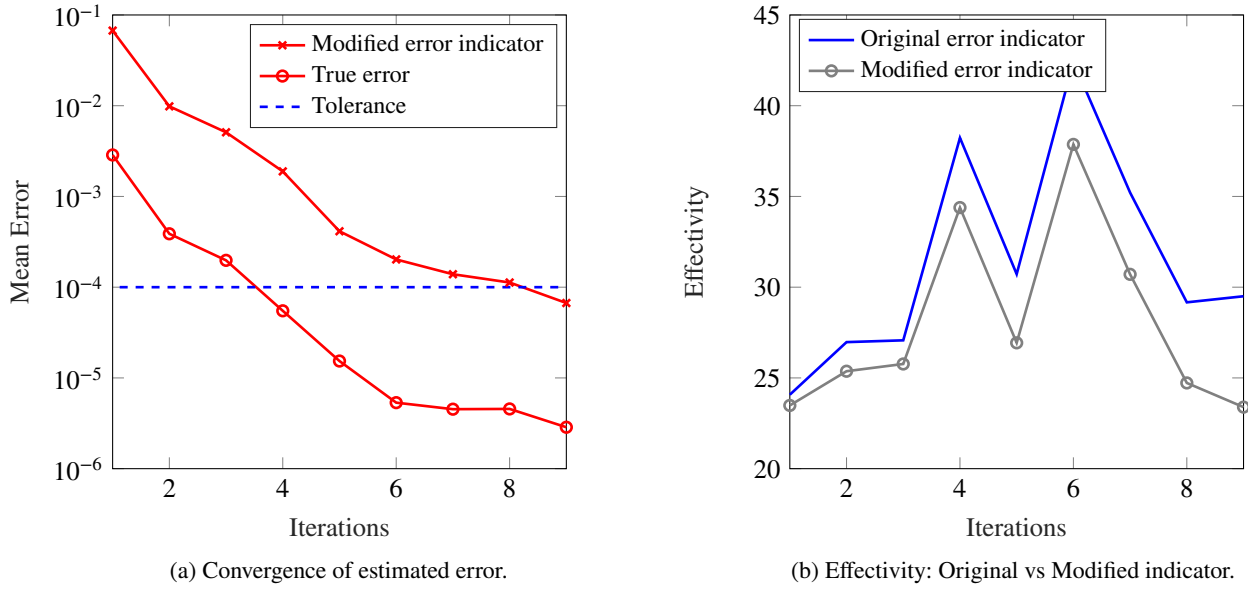 10⁻¹
10⁻²
10⁻³
10⁻⁴
10⁻⁵
10⁻⁶
Mean Error
Modified error indicator
True error
Tolerance
2 4 6 8
Iterations
(a) Convergence of estimated error.
45
40
35
30
25
20
Effectivity
Original error indicator
Modified error indicator
2 4 6 8
Iterations
(b) Effectivity: Original vs Modified indicator.